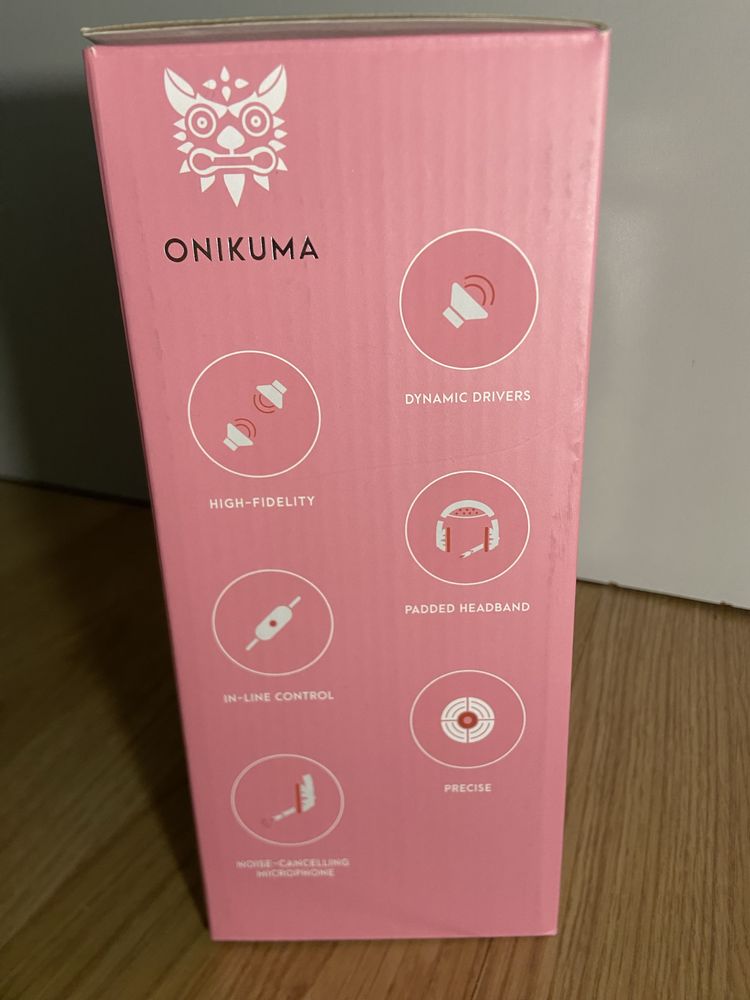 ONIKUMA
DYNAMIC DRIVERS
HIGH-FIDELITY
PADDED HEADBAND
IN-LINE CONTROL
PRECISE
NOISE-CANCELLING
MICROPHONE